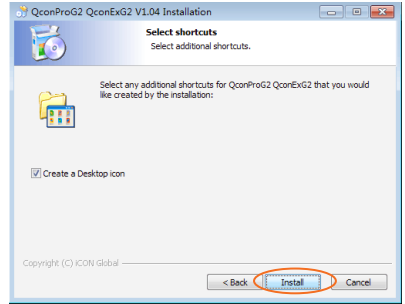 QconProG2 QconExG2 V1.04 Installation
Select shortcuts
Select additional shortcuts.
Select any additional shortcuts for QconProG2 QconExG2 that you would
like created by the installation:
Create a Desktop icon
Copyright (C) iCON Global
< Back Install Cancel